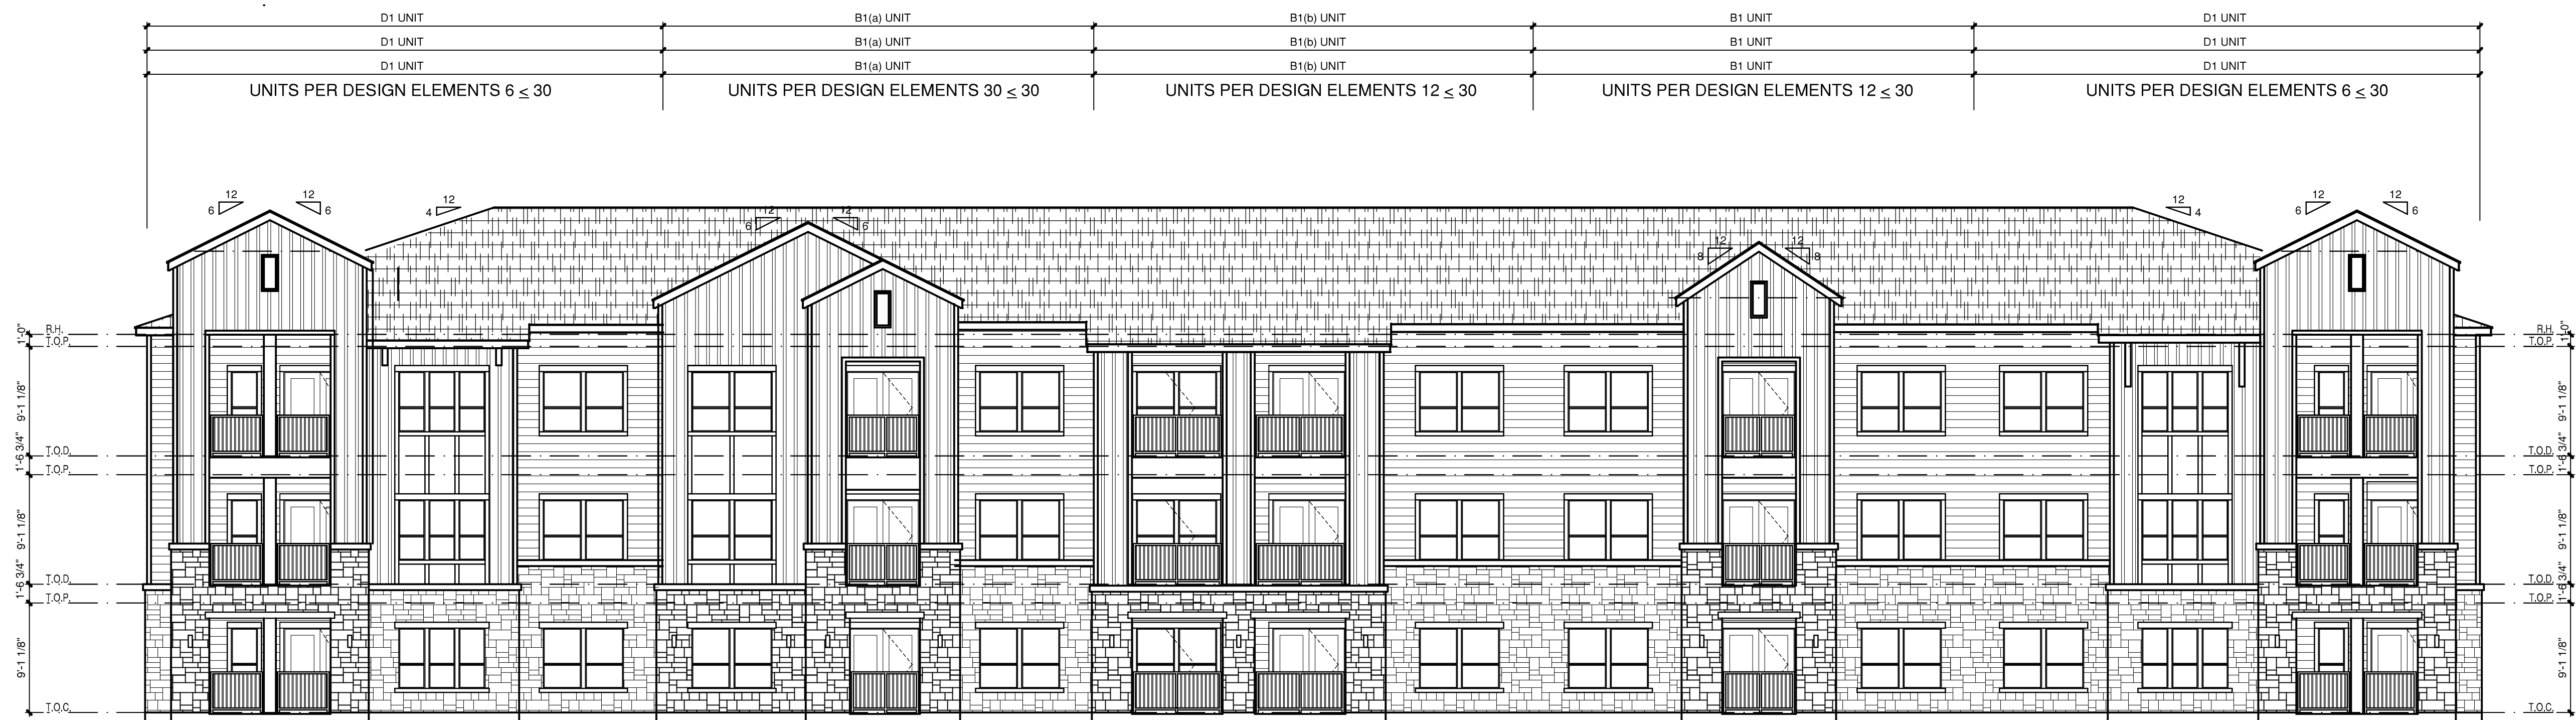 D1 UNIT B1(a) UNIT B1(b) UNIT B1 UNIT D1 UNIT
D1 UNIT B1(a) UNIT B1(b) UNIT B1 UNIT D1 UNIT
D1 UNIT B1(a) UNIT B1(b) UNIT B1 UNIT D1 UNIT
UNITS PER DESIGN ELEMENTS 6 ≤ 30 UNITS PER DESIGN ELEMENTS 30 ≤ 30 UNITS PER DESIGN ELEMENTS 12 ≤ 30 UNITS PER DESIGN ELEMENTS 12 ≤ 30 UNITS PER DESIGN ELEMENTS 6 ≤ 30
12 12 12 12 12 12
6 6 4 4 6 6
12 12
6 6
12 12
8 8
1'-0" R.H. R.H. 1'-0"
T.O.P. T.O.P.
9'-1 1/8" 9'-1 1/8"
1'-6 3/4" T.O.D. T.O.D. 1'-6 3/4"
T.O.P. T.O.P.
9'-1 1/8" 9'-1 1/8"
1'-6 3/4" T.O.D. T.O.D. 1'-6 3/4"
T.O.P. T.O.P.
9'-1 1/8" 9'-1 1/8"
T.O.C. T.O.C.